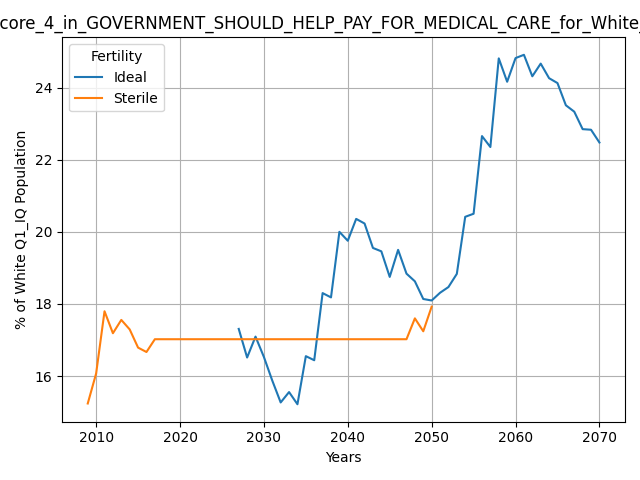 core_4_in_GOVERNMENT_SHOULD_HELP_PAY_FOR_MEDICAL_CARE_for_White_
Fertility
Ideal
Sterile
% of White Q1_IQ Population
24
22
20
18
16
2010 2020 2030 2040 2050 2060 2070
Years